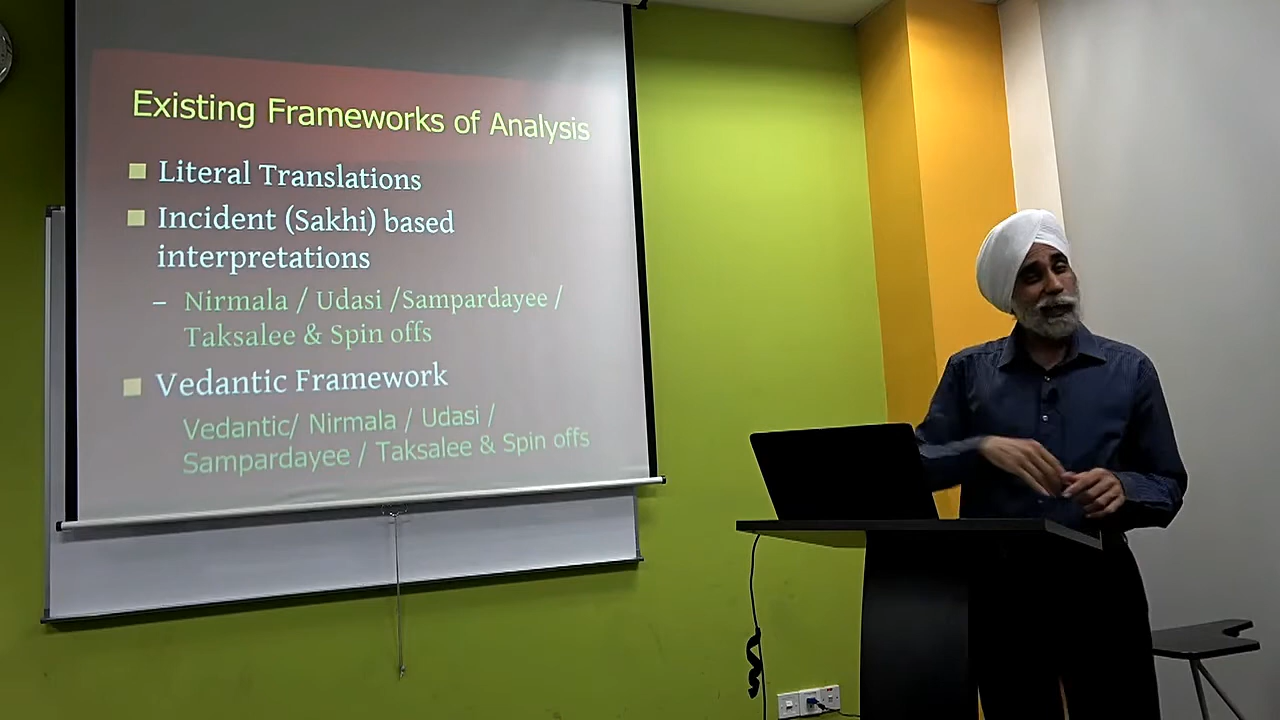 Existing Frameworks of Analysis
Literal Translations
Incident (Sakhi) based
interpretations
– Nirmala / Udasi /Sampardayee /
Taksalee & Spin offs
Vedantic Framework
Vedantic/ Nirmala / Udasi /
Sampardayee / Taksalee & Spin offs